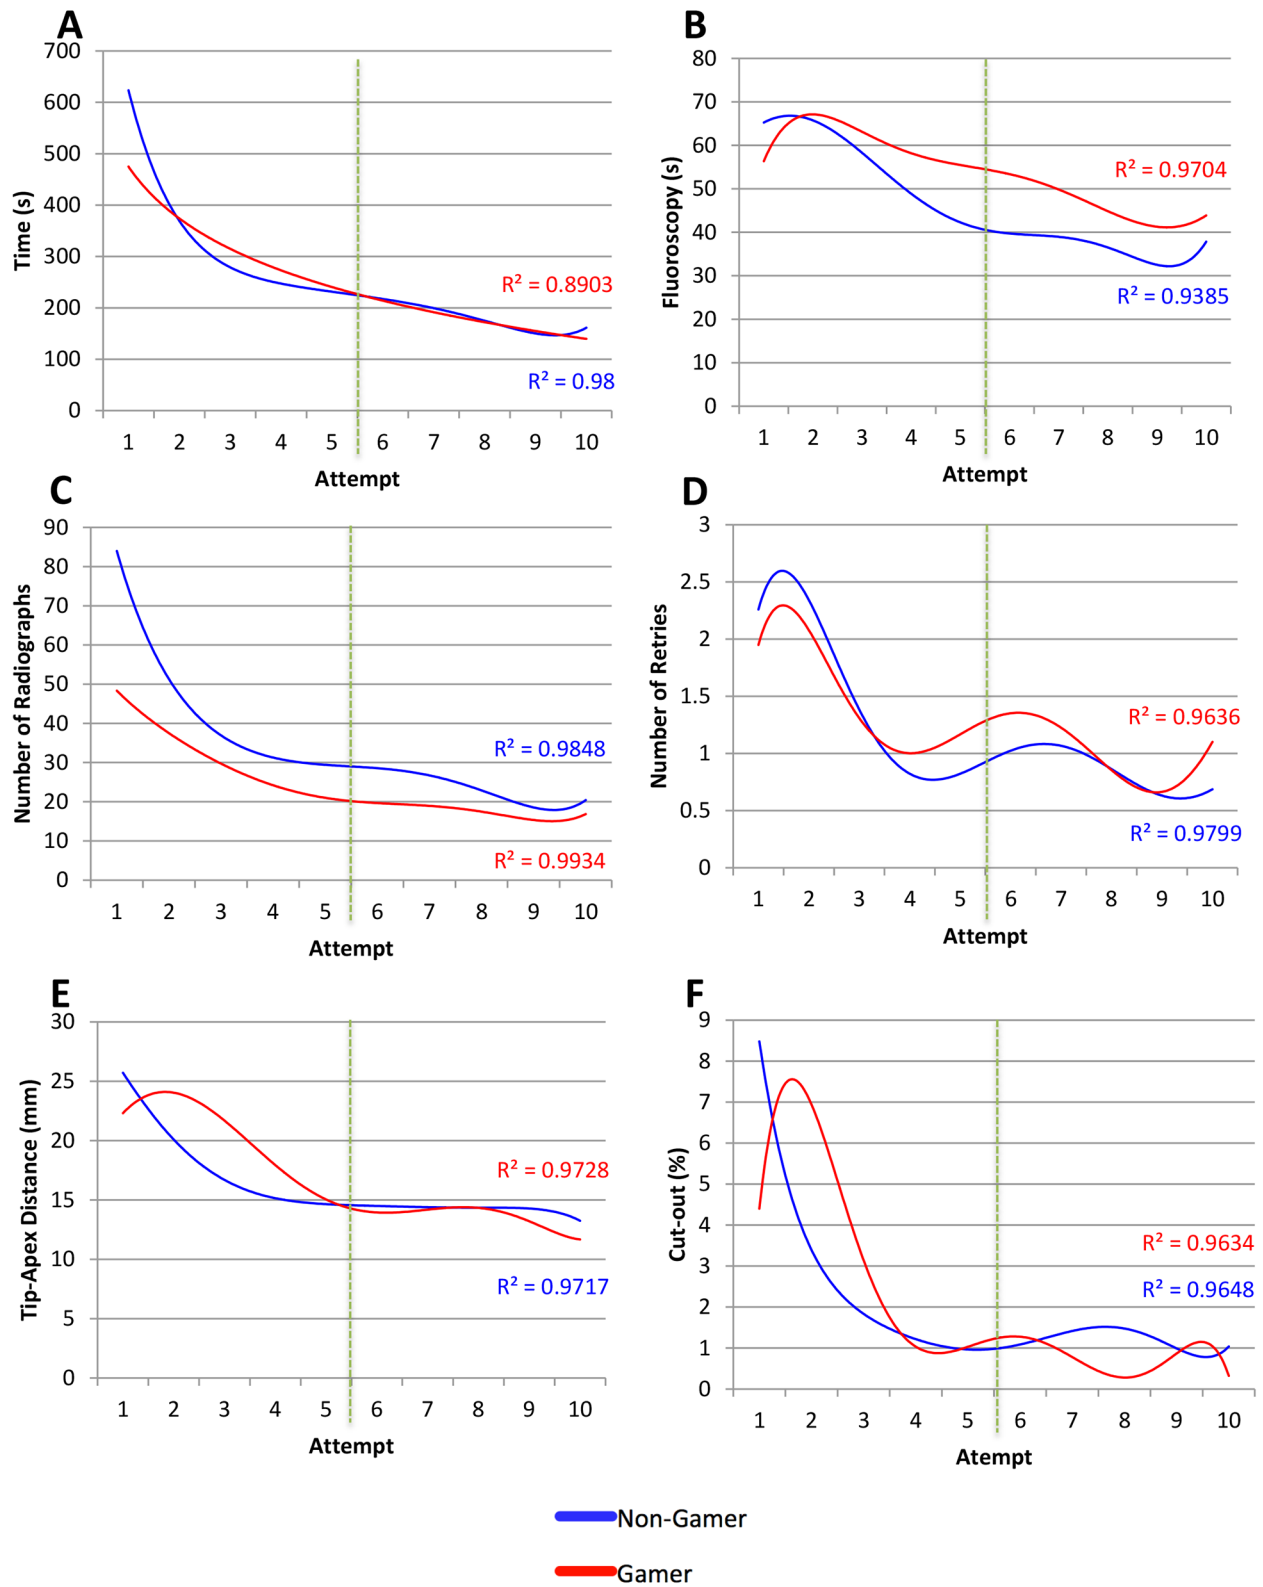 A
700
600
500
400
300
200
100
0
Time (s)
R² = 0.8903
R² = 0.98
1 2 3 4 5 6 7 8 9 10
Attempt
B
80
70
60
50
40
30
20
10
0
Fluoroscopy (s)
R² = 0.9704
R² = 0.9385
1 2 3 4 5 6 7 8 9 10
Attempt
C
90
80
70
60
50
40
30
20
10
0
Number of Radiographs
R² = 0.9848
R² = 0.9934
1 2 3 4 5 6 7 8 9 10
Attempt
D
3
2.5
2
1.5
1
0.5
0
Number of Retries
R² = 0.9636
R² = 0.9799
1 2 3 4 5 6 7 8 9 10
Attempt
E
30
25
20
15
10
5
0
Tip-Apex Distance (mm)
R² = 0.9728
R² = 0.9717
1 2 3 4 5 6 7 8 9 10
Attempt
F
9
8
7
6
5
4
3
2
1
0
Cut-out (%)
R² = 0.9634
R² = 0.9648
1 2 3 4 5 6 7 8 9 10
Atempt
Non-Gamer
Gamer